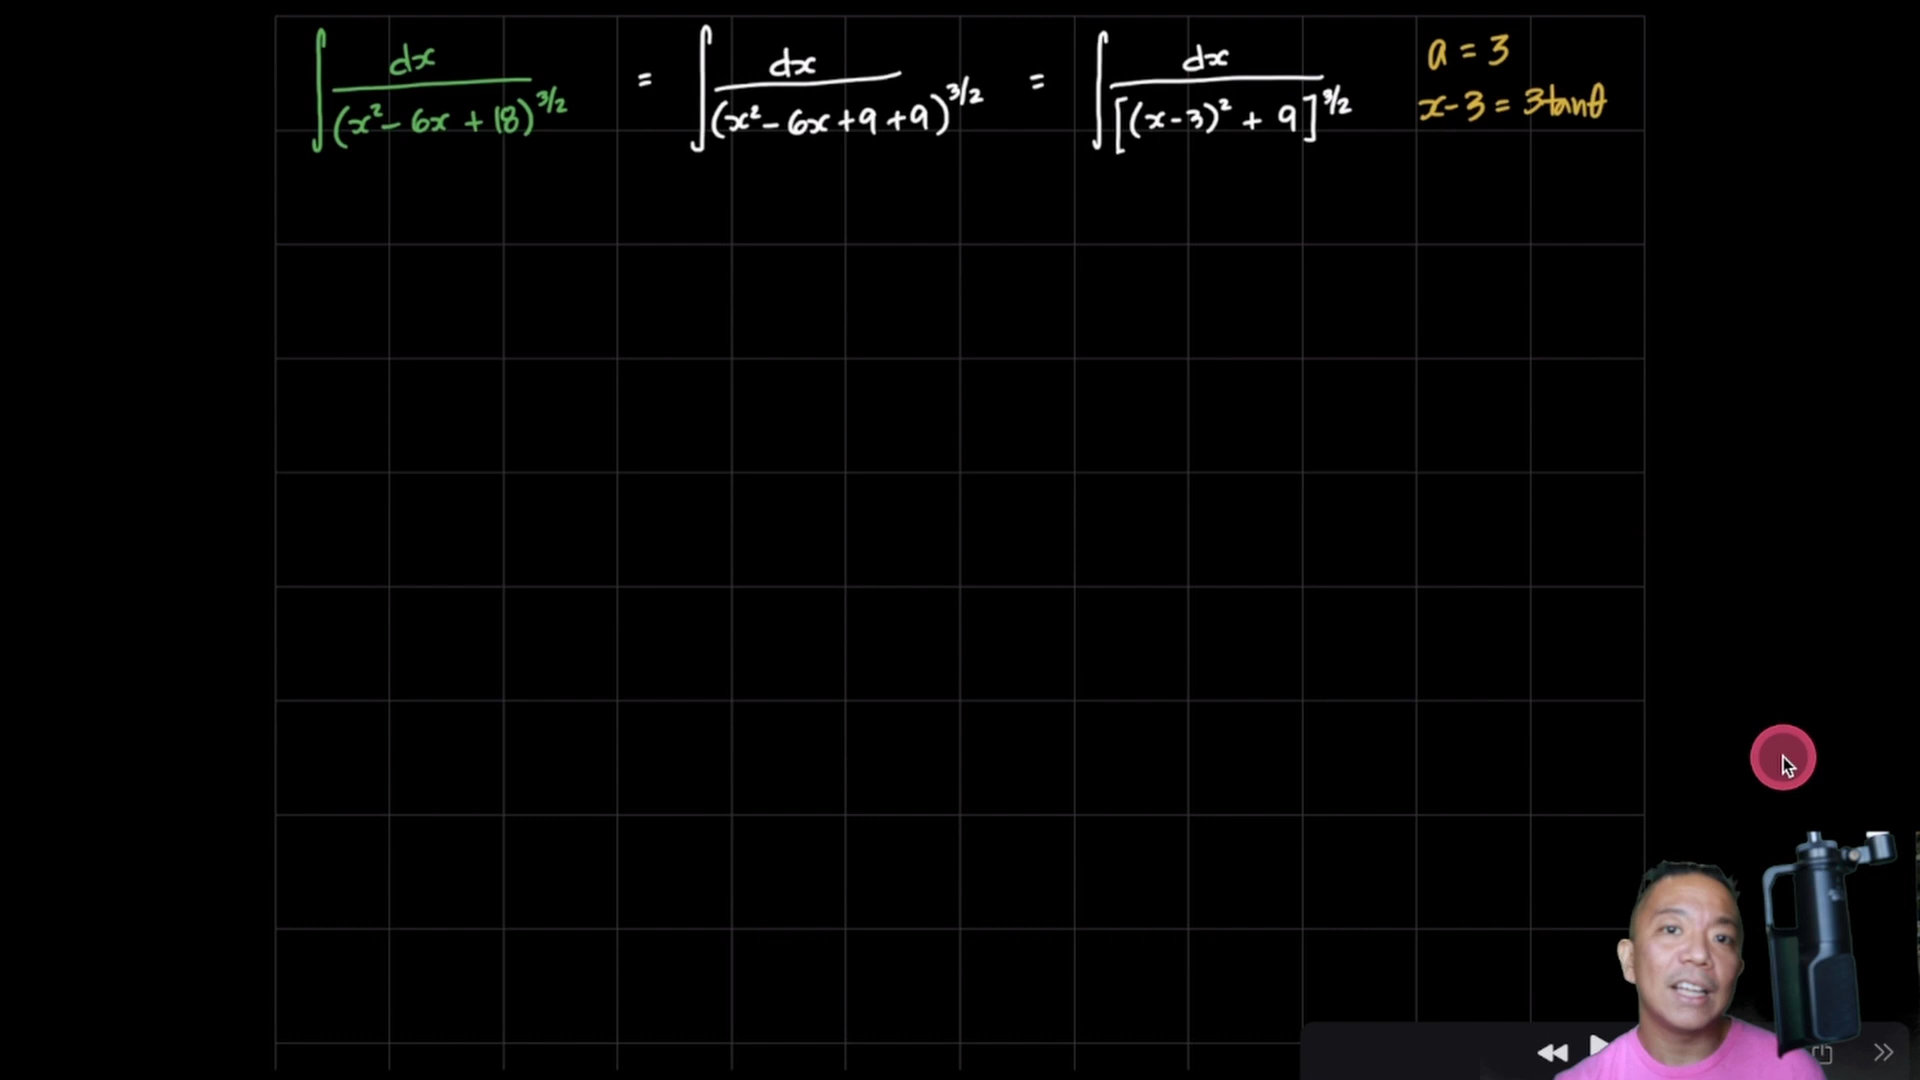 ∫ dx / (x² - 6x + 18)^3/2 = ∫ dx / (x² - 6x + 9 + 9)^3/2 = ∫ dx / [(x-3)² + 9]^3/2
a = 3
x-3 = 3tanθ